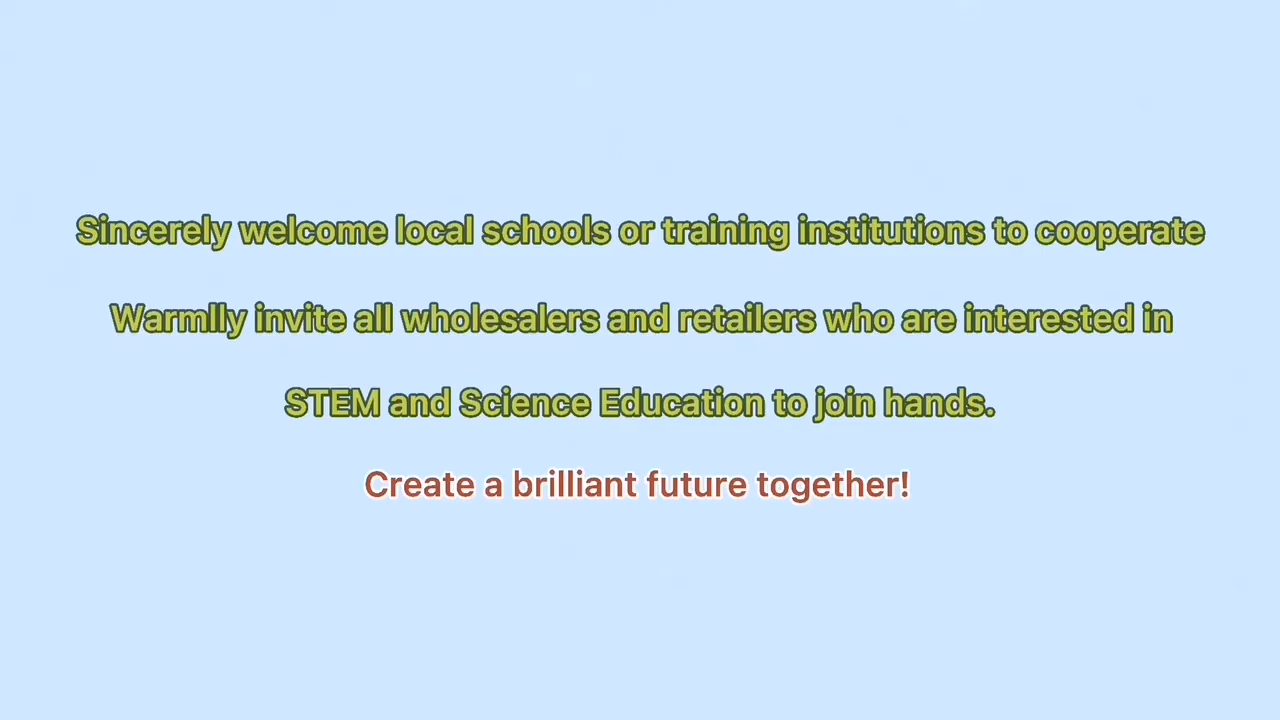 Sincerely welcome local schools or training institutions to cooperate
Warmlly invite all wholesalers and retailers who are interested in
STEM and Science Education to join hands.
Create a brilliant future together!